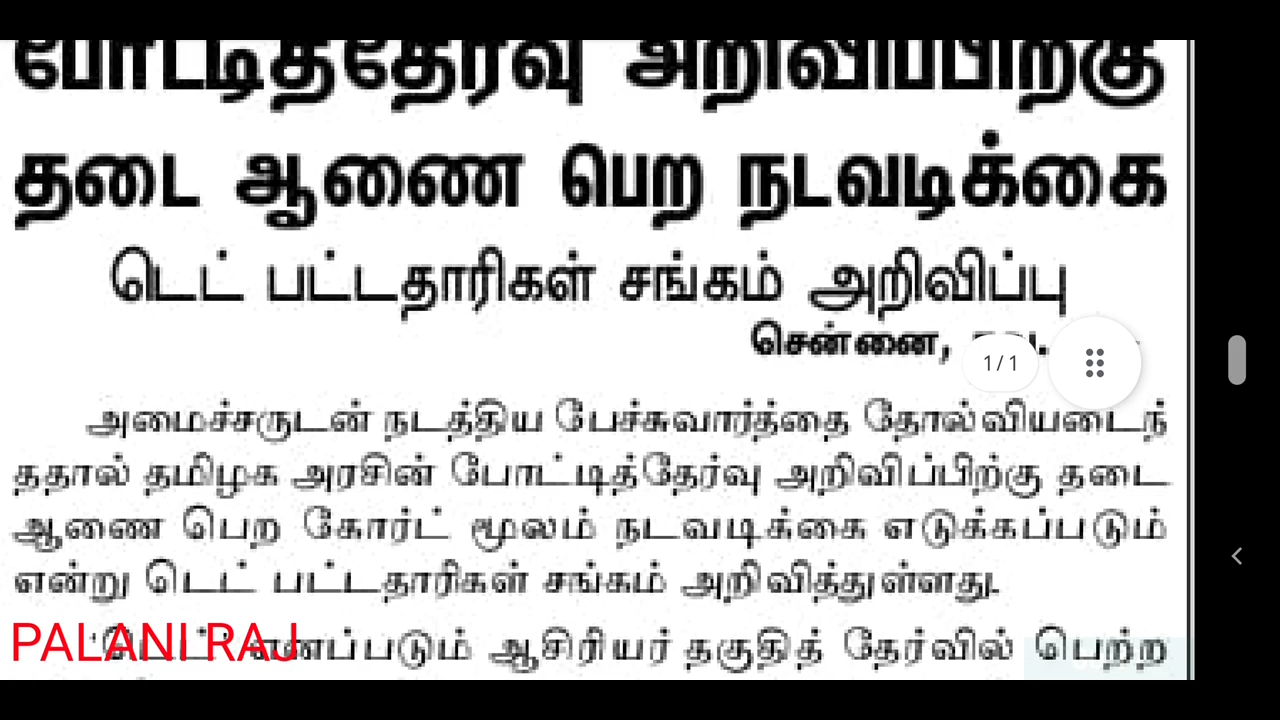 போட்டித்தேர்வு அறிவிப்பிற்கு
தடை ஆணை பெற நடவடிக்கை
டெட் பட்டதாரிகள் சங்கம் அறிவிப்பு
சென்னை,
1/1
அமைச்சருடன் நடத்திய பேச்சுவார்த்தை தோல்வியடைந்
ததால் தமிழக அரசின் போட்டித்தேர்வு அறிவிப்பிற்கு தடை
ஆணை பெற கோர்ட் மூலம் நடவடிக்கை எடுக்கப்படும்
என்று டெட் பட்டதாரிகள் சங்கம் அறிவித்துள்ளது.
'டெட்' எனப்படும் ஆசிரியர் தகுதித் தேர்வில் பெற்ற
PALANI RAJ